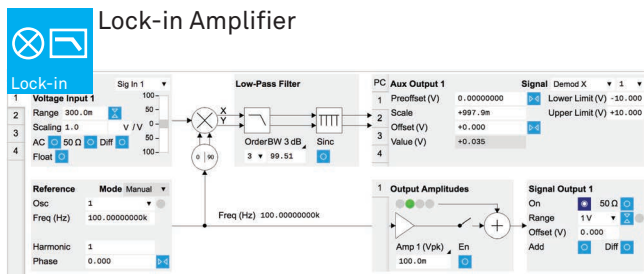 Lock-in Amplifier
Lock-in
Sig In 1
1 Voltage Input 1
2 Range 300.0m
3 Scaling 1.0 V / V
4 AC 50 Ω Diff
Float
100-
50-
0-
50-
100-
X
Y
0 90
Low-Pass Filter
Order BW 3 dB Sinc
3 99.51
PC Aux Output 1 Signal Demod X 1
1 Preoffset (V) 0.00000000 Lower Limit (V) -10.000
2 Scale +997.9m Upper Limit (V) +10.000
3 Offset (V) +0.000
4 Value (V) +0.035
Reference Mode Manual
Osc 1
Freq (Hz) 100.00000000k
Harmonic 1
Phase 0.000
Freq (Hz) 100.00000000k
1 Output Amplitudes
Amp 1 (Vpk) En
100.0m
Signal Output 1
On 50 Ω
Range 1 V
Offset (V) 0.000
Add Diff